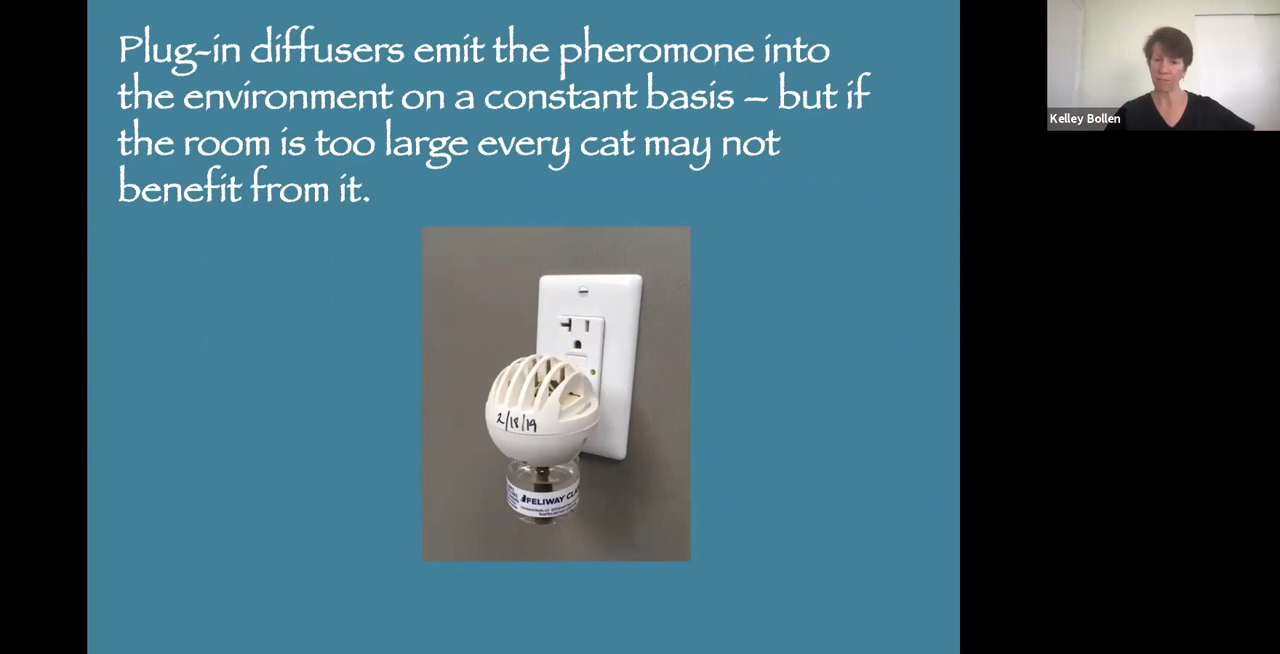 Plug-in diffusers emit the pheromone into
the environment on a constant basis – but if
the room is too large every cat may not
benefit from it.
Kelley Bollen
2/18/19
FELIWAY